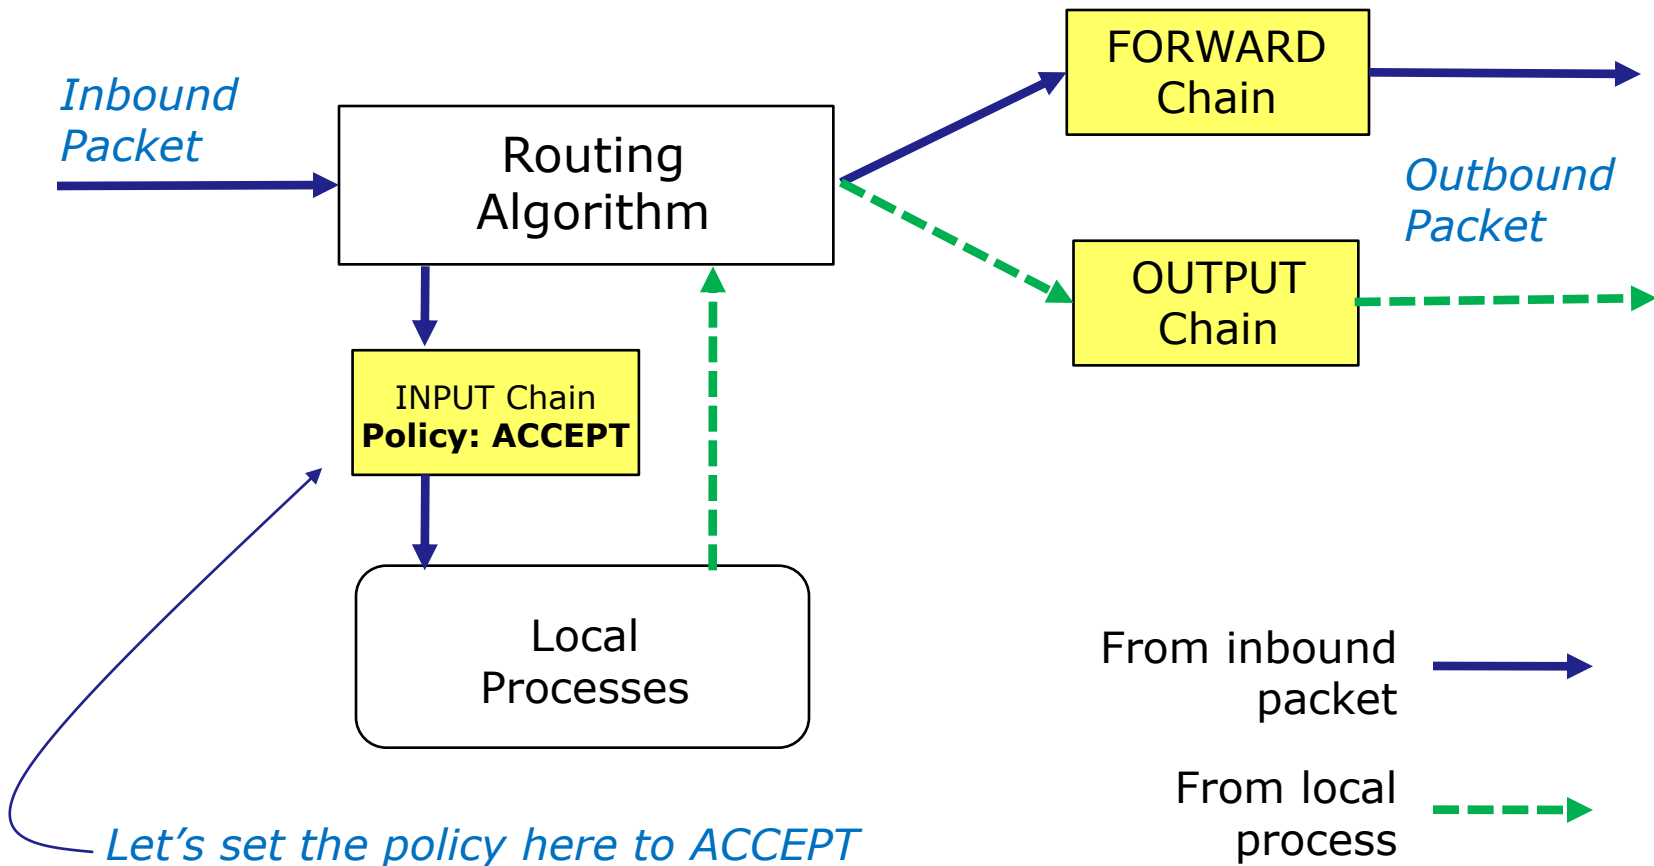 Inbound
Packet
Routing
Algorithm
FORWARD
Chain
Outbound
Packet
OUTPUT
Chain
INPUT Chain
Policy: ACCEPT
Local
Processes
From inbound
packet
From local
process
Let’s set the policy here to ACCEPT